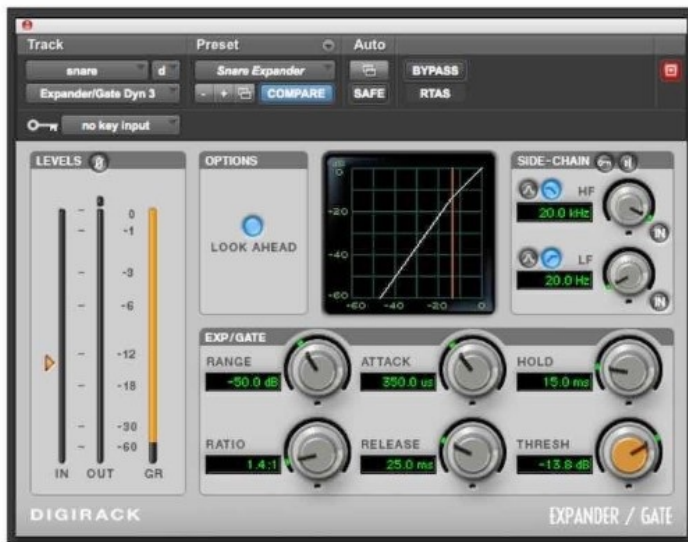 Track Preset Auto
snare d Snare Expander BYPASS
Expander/Gate Dyn 3 - + COMPARE SAFE RTAS
no key input
LEVELS OPTIONS SIDE-CHAIN
LOOK AHEAD
0
-1
-3
-6
-12
-18
-30
-60
IN OUT GR
dB
0
-20
-40
-60
-60 -40 -20 0
HF
20.0 kHz
IN
LF
20.0 Hz
IN
EXP/GATE
RANGE ATTACK HOLD
-50.0 dB 350.0 us 15.0 ms
RATIO RELEASE THRESH
1.4:1 25.0 ms -13.8 dB
DIGIRACK EXPANDER / GATE